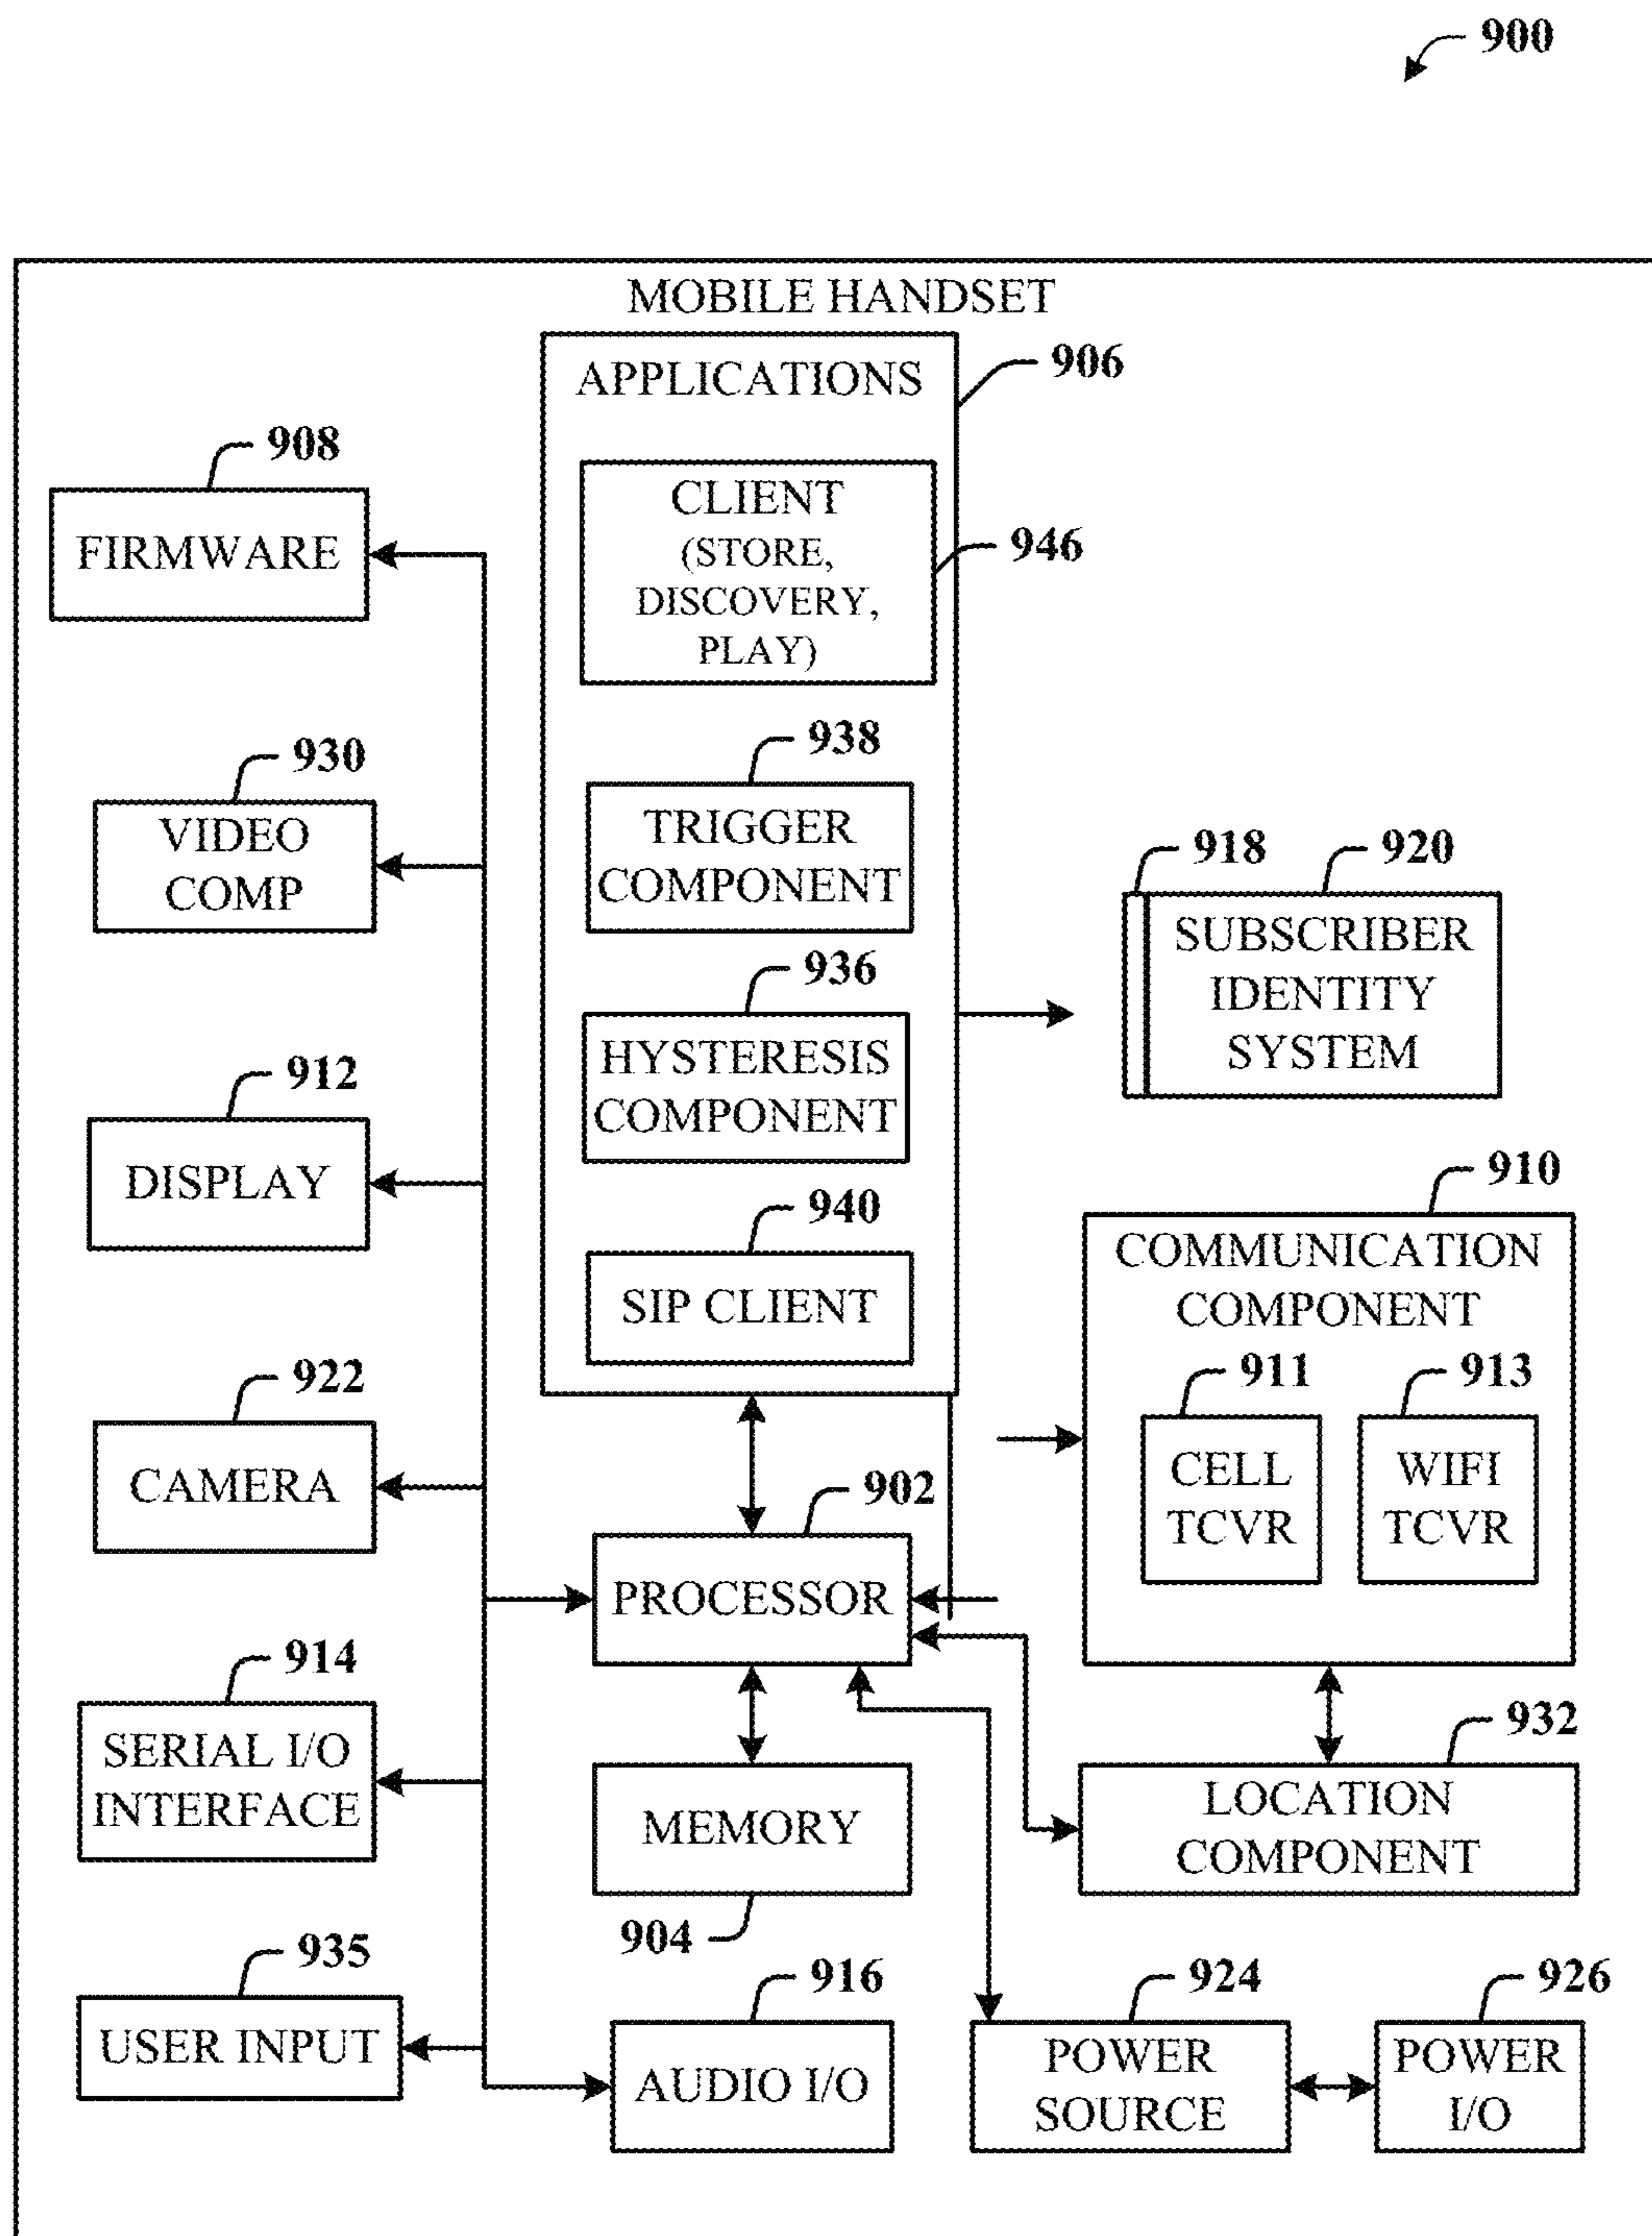 900
MOBILE HANDSET
APPLICATIONS
906
CLIENT
(STORE,
DISCOVERY,
PLAY)
946
908
FIRMWARE
938
TRIGGER
COMPONENT
930
VIDEO
COMP
918
920
SUBSCRIBER
IDENTITY
SYSTEM
936
HYSTERESIS
COMPONENT
912
DISPLAY
940
SIP CLIENT
910
COMMUNICATION
COMPONENT
911
CELL
TCVR
913
WIFI
TCVR
922
CAMERA
902
PROCESSOR
914
SERIAL I/O
INTERFACE
MEMORY
904
932
LOCATION
COMPONENT
935
USER INPUT
916
AUDIO I/O
924
POWER
SOURCE
926
POWER
I/O